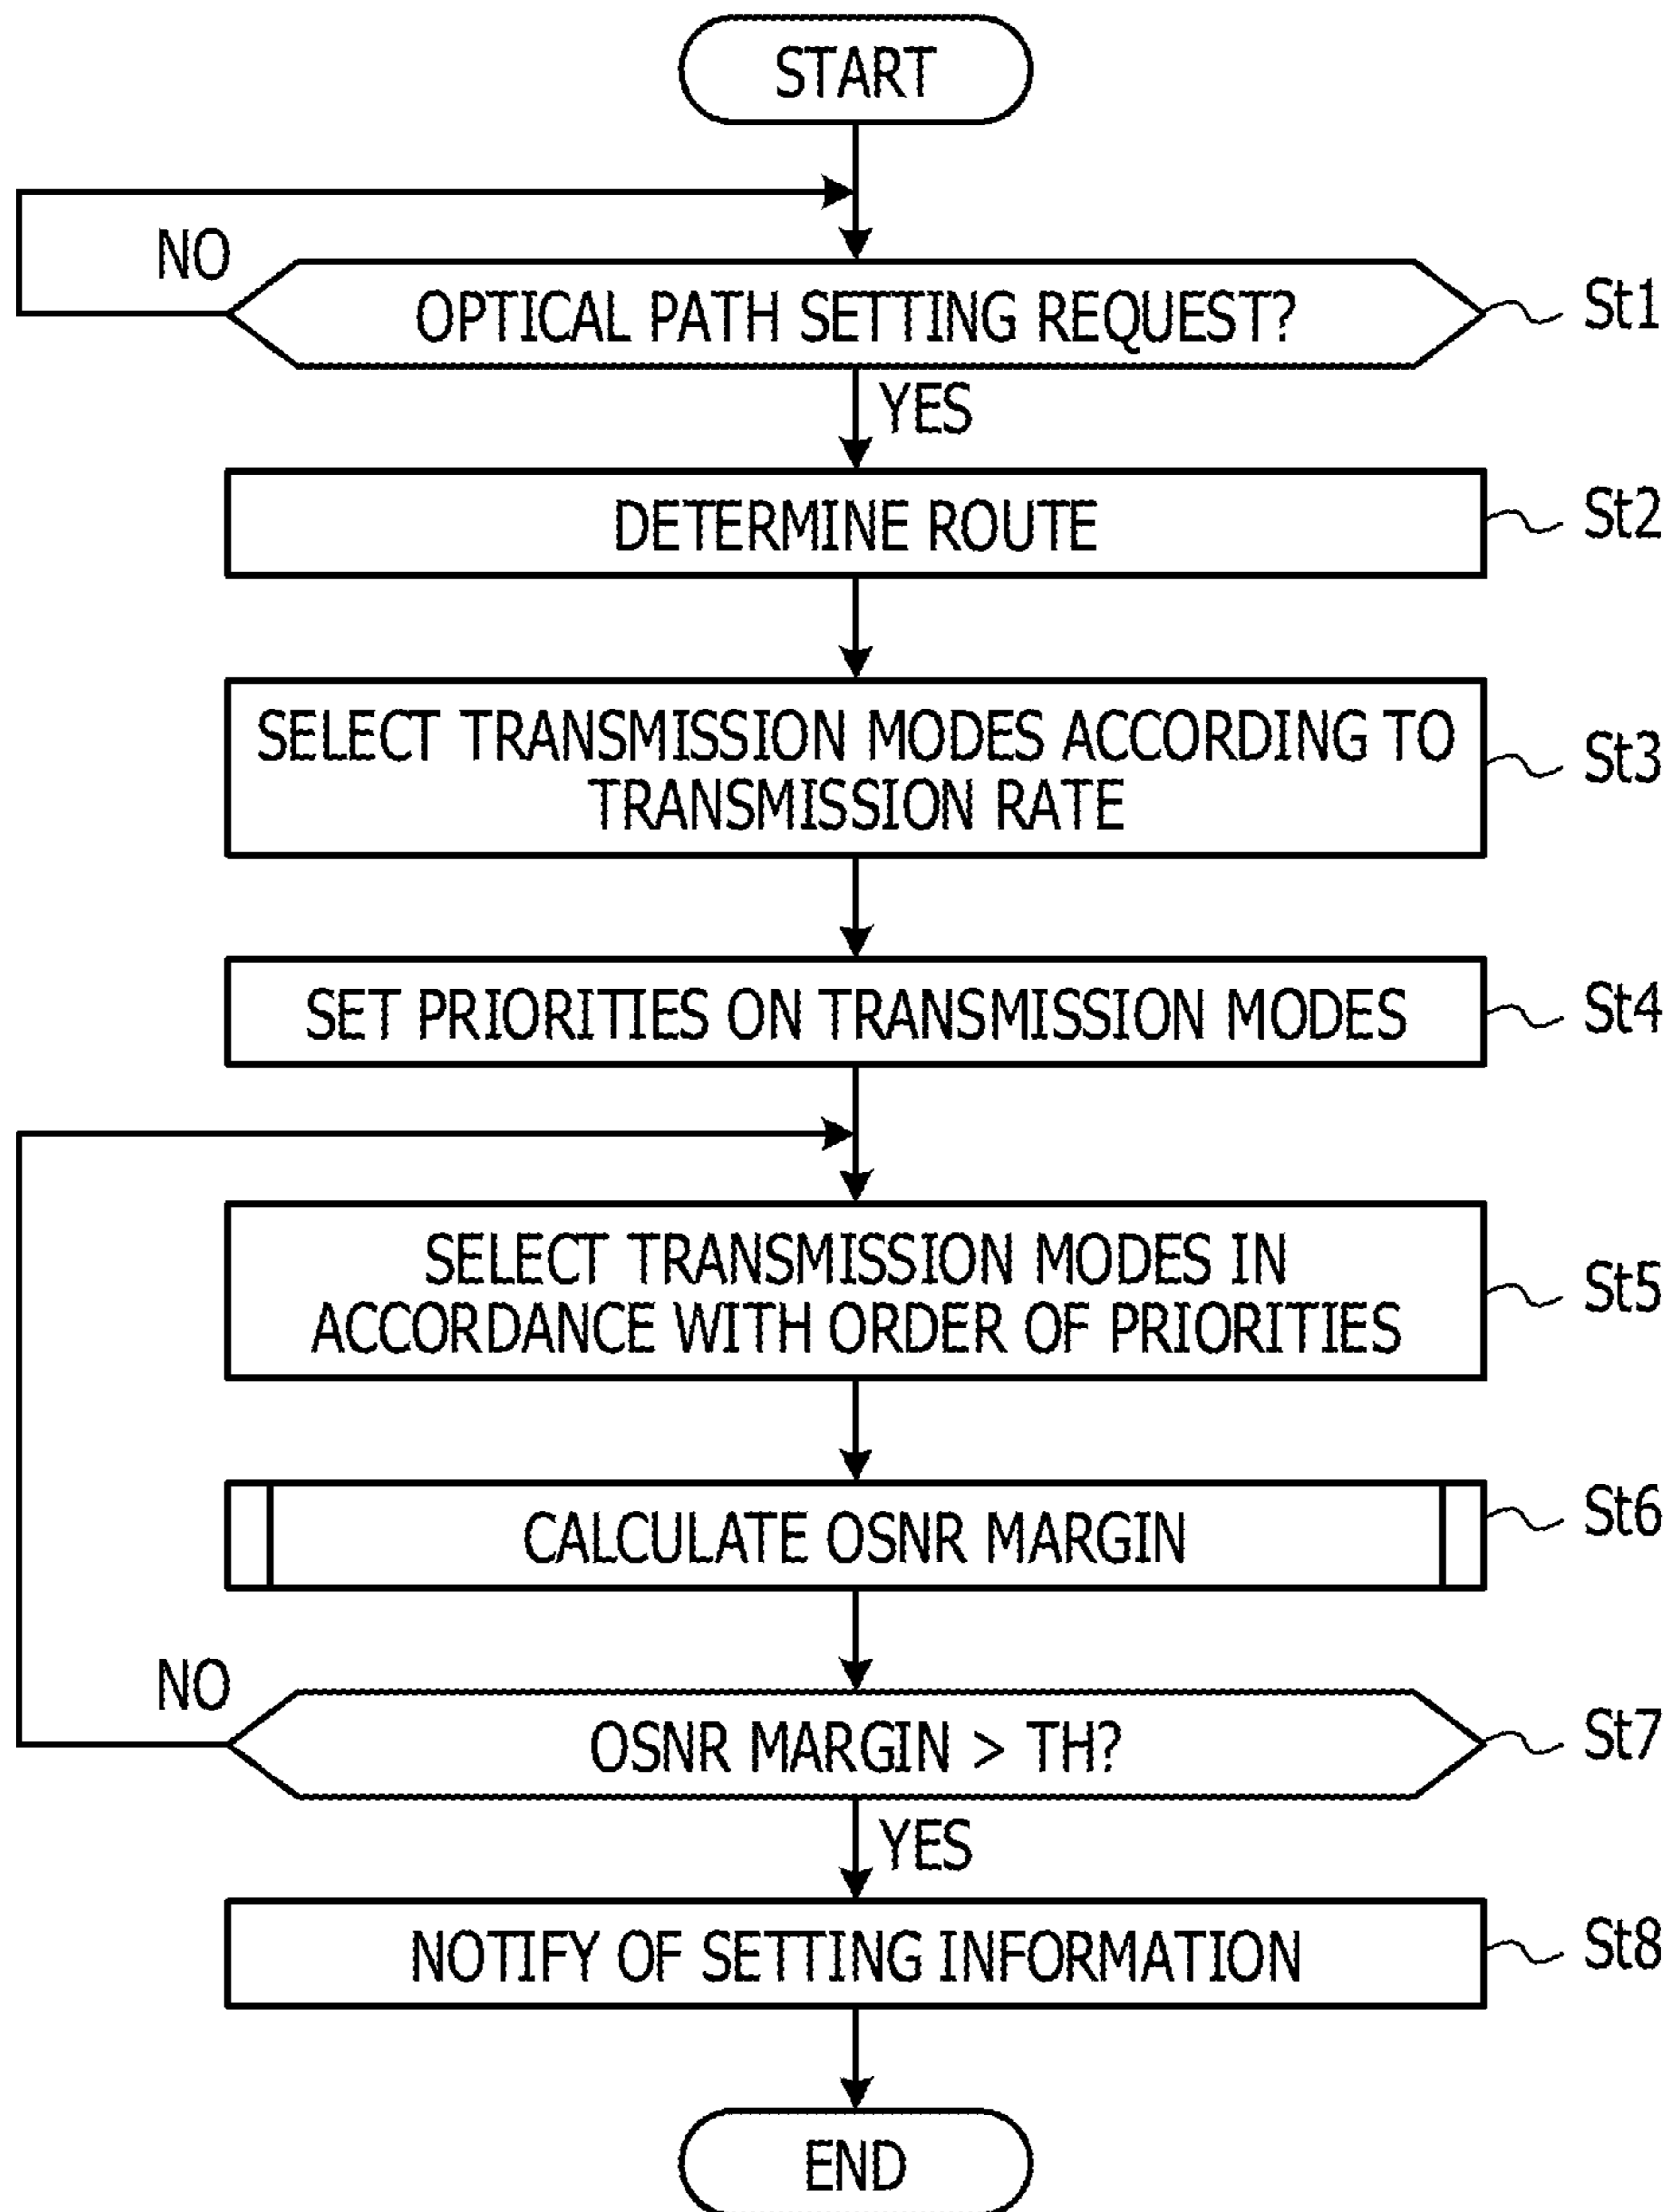 START
NO
OPTICAL PATH SETTING REQUEST?
St1
YES
DETERMINE ROUTE
St2
SELECT TRANSMISSION MODES ACCORDING TO
TRANSMISSION RATE
St3
SET PRIORITIES ON TRANSMISSION MODES
St4
SELECT TRANSMISSION MODES IN
ACCORDANCE WITH ORDER OF PRIORITIES
St5
CALCULATE OSNR MARGIN
St6
NO
OSNR MARGIN > TH?
St7
YES
NOTIFY OF SETTING INFORMATION
St8
END